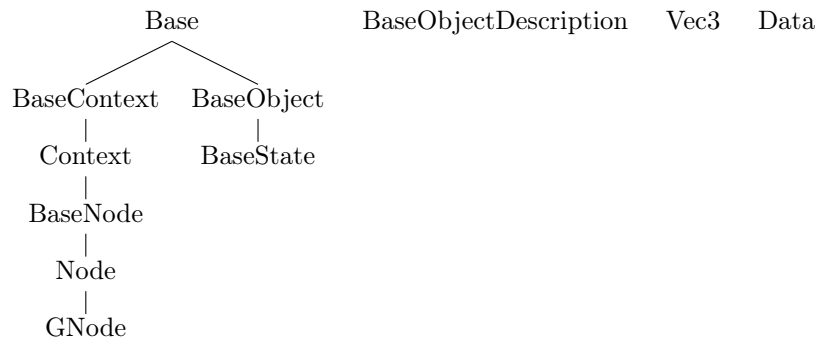 Base BaseObjectDescription Vec3 Data
BaseContext BaseObject
Context BaseState
BaseNode
Node
GNode